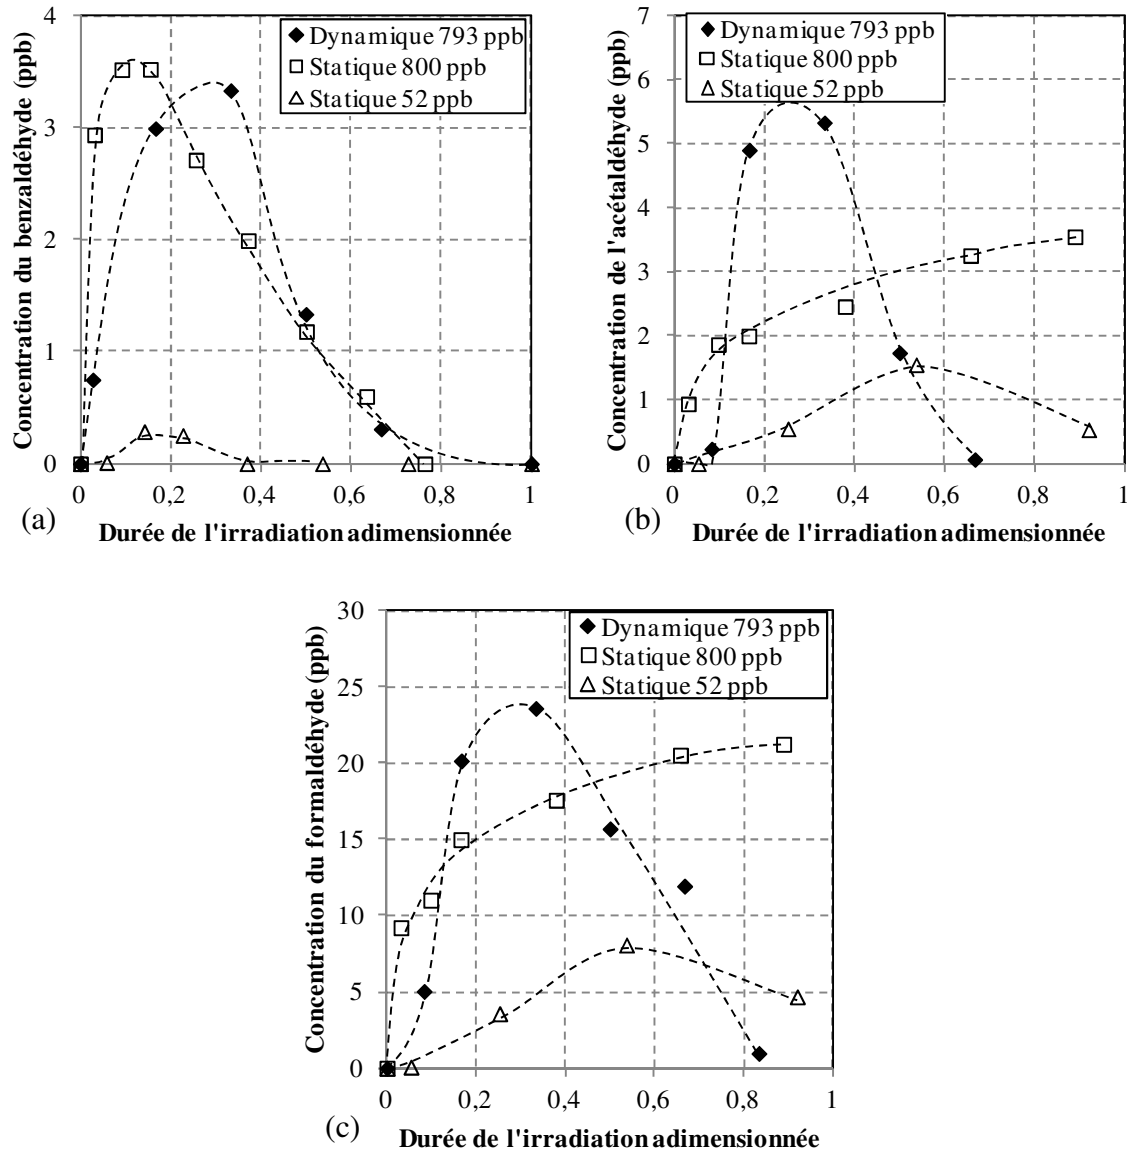 Concentration du benzaldéhyde (ppb)
4
3
2
1
0
Dynamique 793 ppb
Statique 800 ppb
Statique 52 ppb
0 0,2 0,4 0,6 0,8 1
Durée de l'irradiation adimensionnée
(a)
Concentration de l'acétaldéhyde (ppb)
7
6
5
4
3
2
1
0
Dynamique 793 ppb
Statique 800 ppb
Statique 52 ppb
0 0,2 0,4 0,6 0,8 1
Durée de l'irradiation adimensionnée
(b)
Concentration du formaldéhyde (ppb)
30
25
20
15
10
5
0
Dynamique 793 ppb
Statique 800 ppb
Statique 52 ppb
0 0,2 0,4 0,6 0,8 1
Durée de l'irradiation adimensionnée
(c)